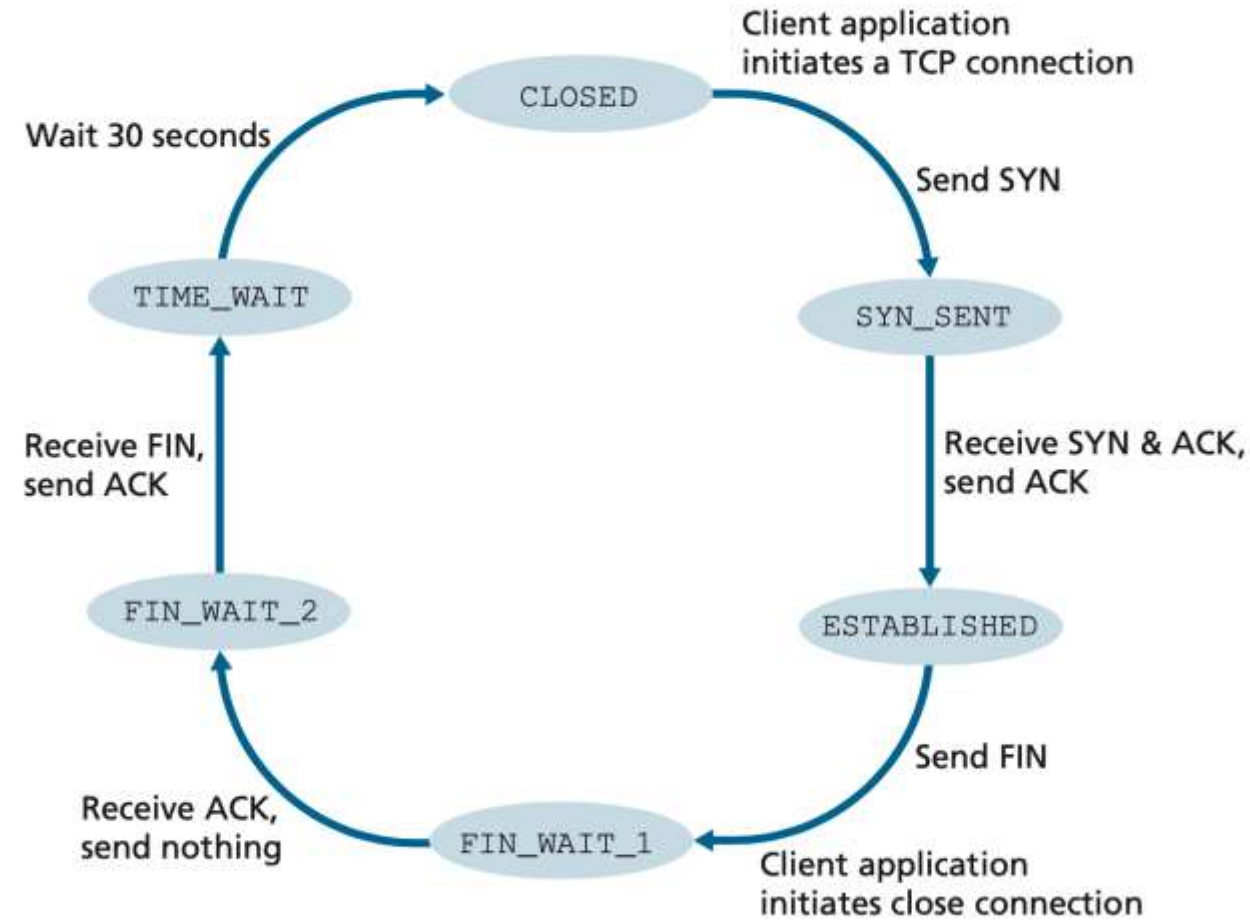 Client application
initiates a TCP connection
CLOSED
Wait 30 seconds
Send SYN
TIME_WAIT
SYN_SENT
Receive FIN,
send ACK
Receive SYN & ACK,
send ACK
FIN_WAIT_2
ESTABLISHED
Send FIN
Receive ACK,
send nothing
FIN_WAIT_1
Client application
initiates close connection